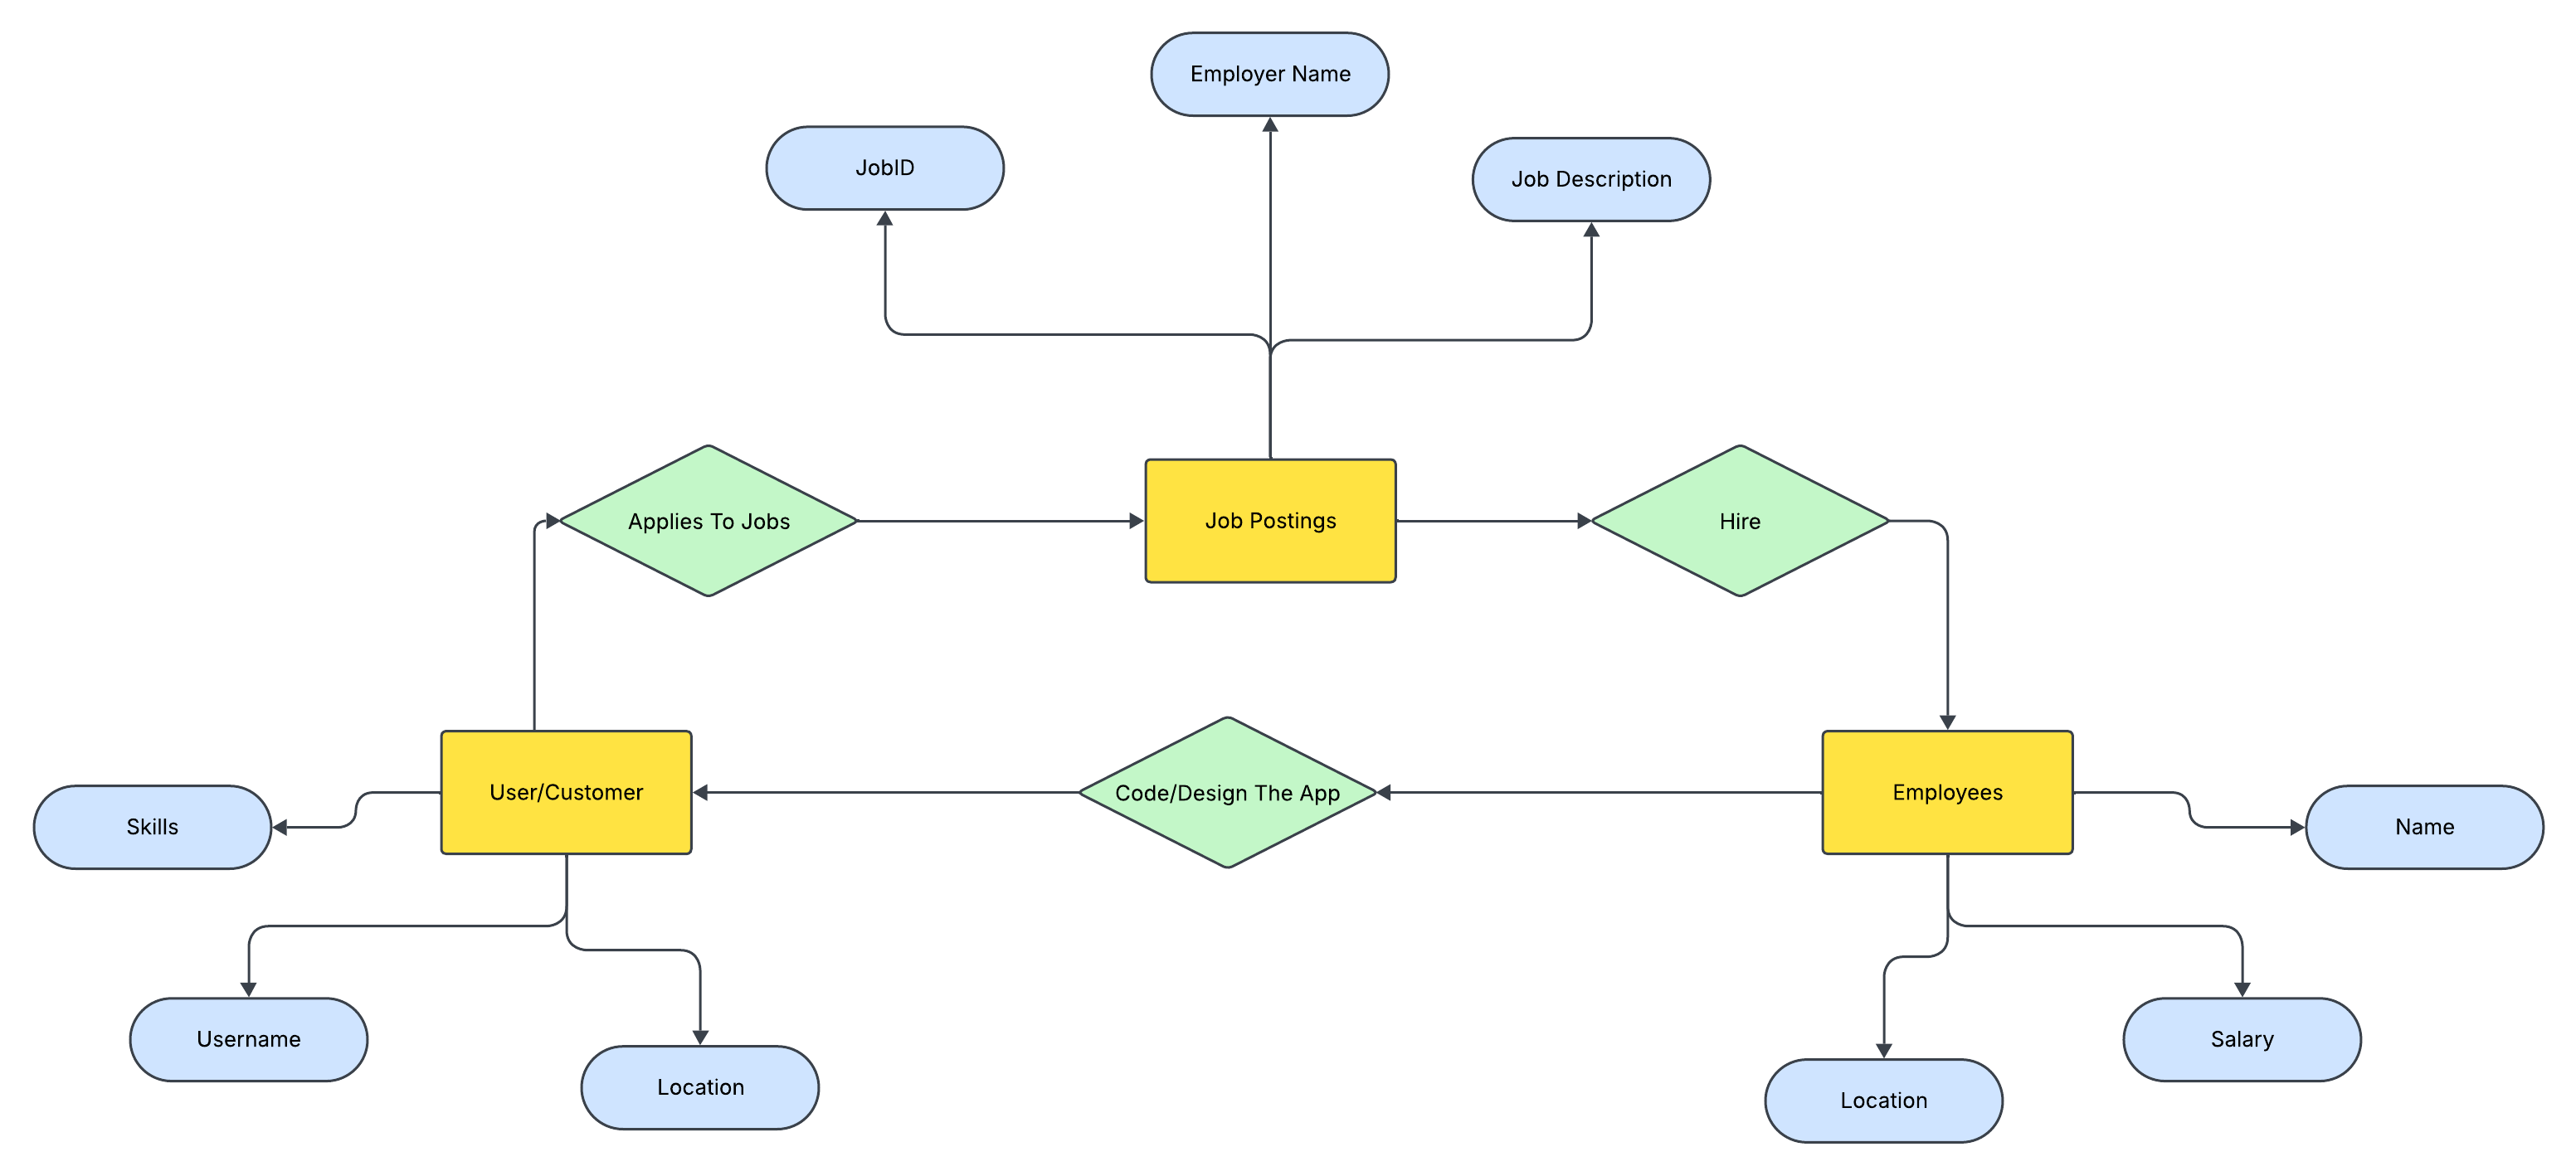 Employer Name
JobID
Job Description
Applies To Jobs
Job Postings
Hire
User/Customer
Code/Design The App
Employees
Skills
Name
Username
Location
Salary
Location